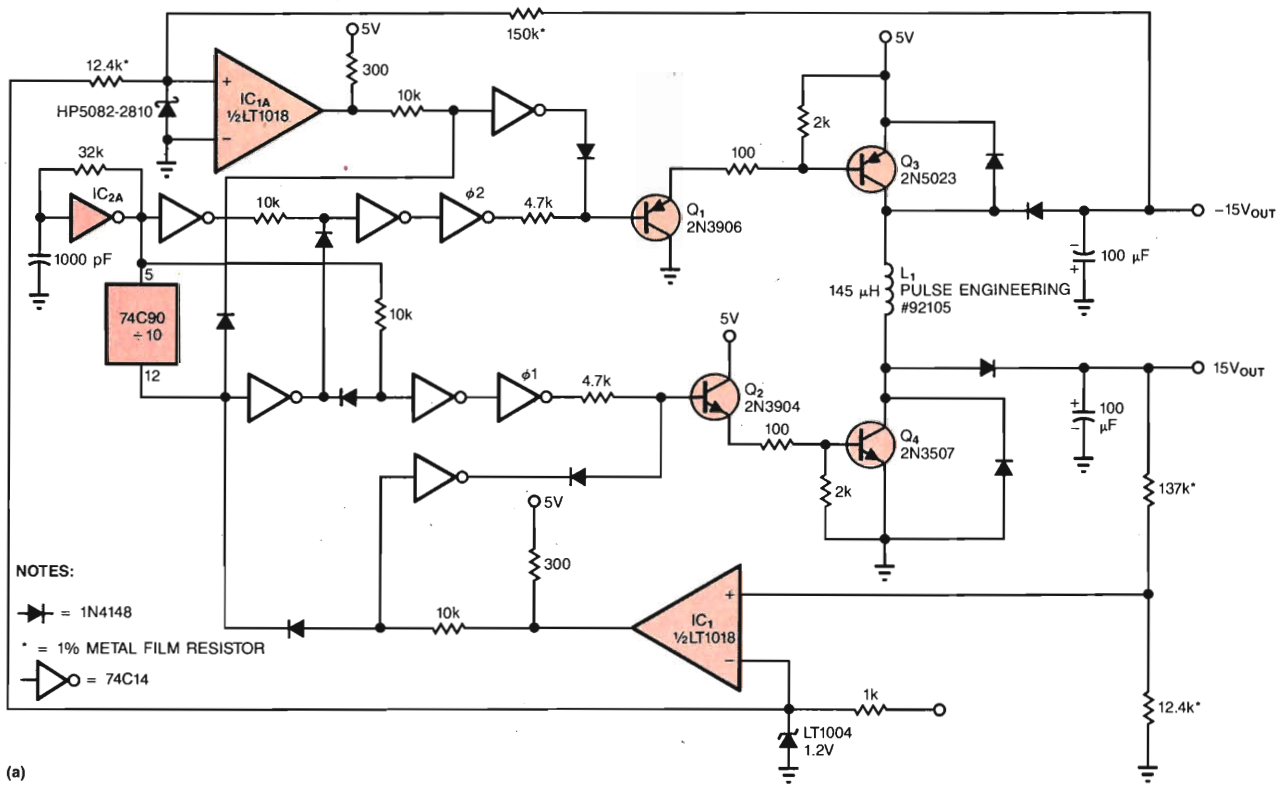 150k*
5V
5V
12.4k*
300
+
IC1A
½LT1018
−
10k
HP5082-2810
2k
100
Q3
2N5023
32k
IC2A
10k
φ2
4.7k
Q1
2N3906
−15VOUT
1000 pF
−
100 µF
+
5
74C90
÷10
12
10k
145 µH
L1
PULSE ENGINEERING
#92105
5V
φ1
4.7k
Q2
2N3904
15VOUT
+
100
−
µF
100
Q4
2N3507
2k
137k*
5V
300
NOTES:
= 1N4148
* = 1% METAL FILM RESISTOR
= 74C14
10k
IC1
½LT1018
+
−
1k
LT1004
1.2V
12.4k*
(a)